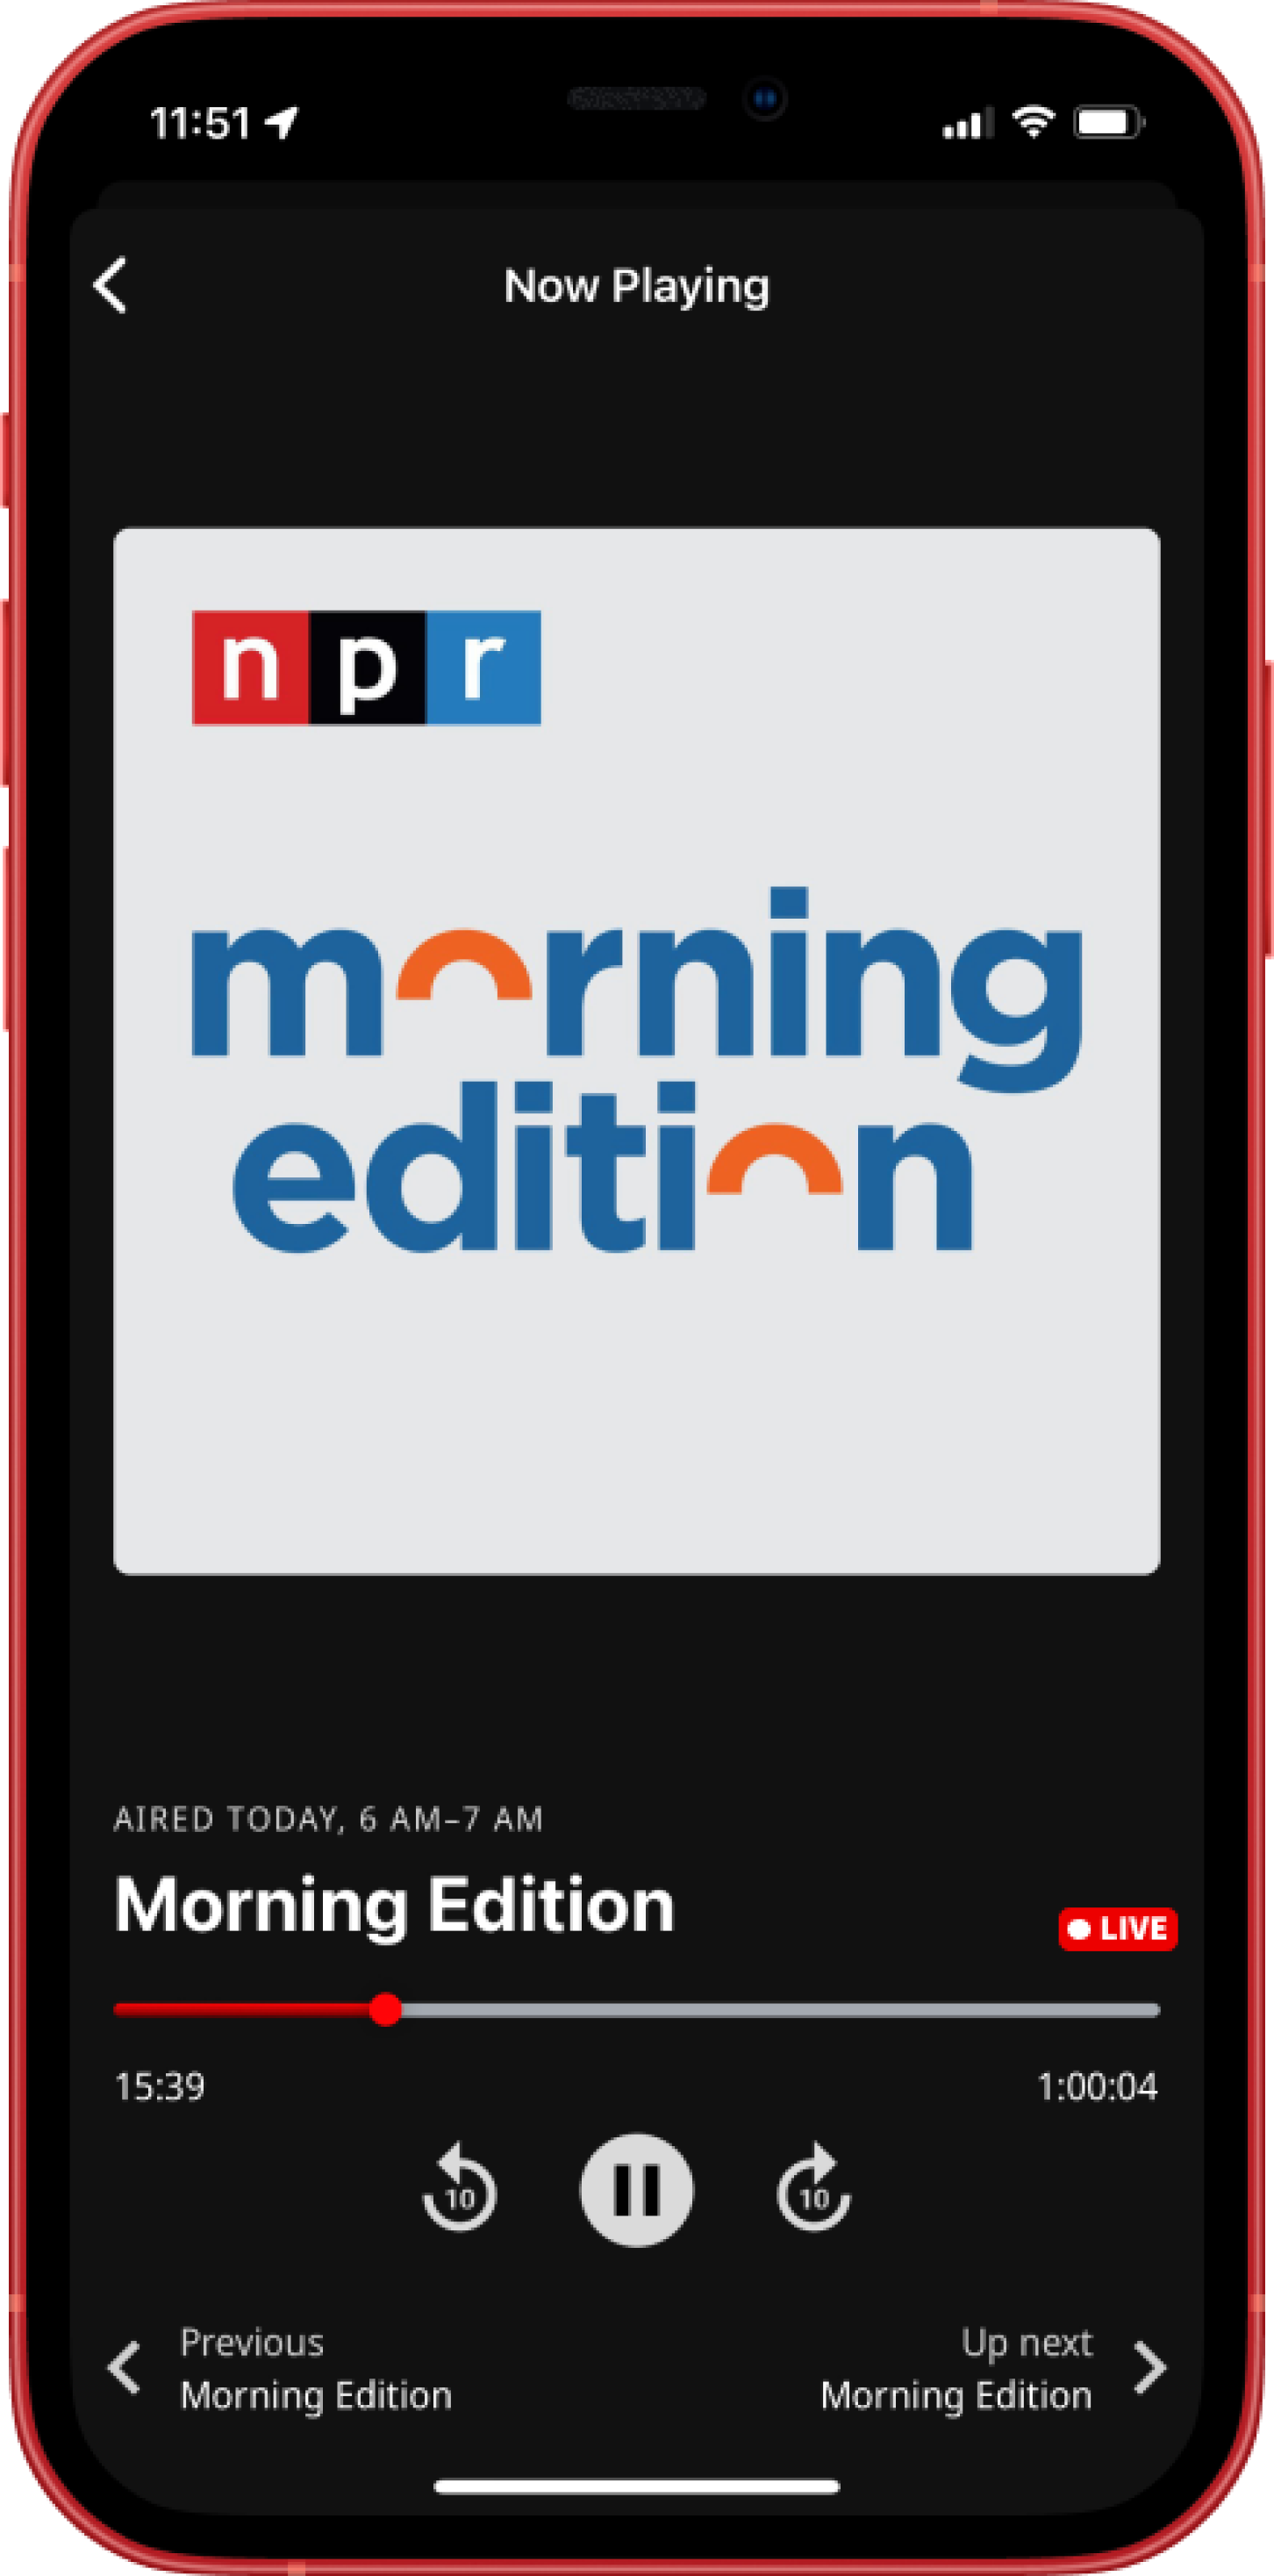 11:51
Now Playing
npr
morning
edition
AIRED TODAY, 6 AM–7 AM
Morning Edition
LIVE
15:39
1:00:04
10
10
Previous
Up next
Morning Edition
Morning Edition